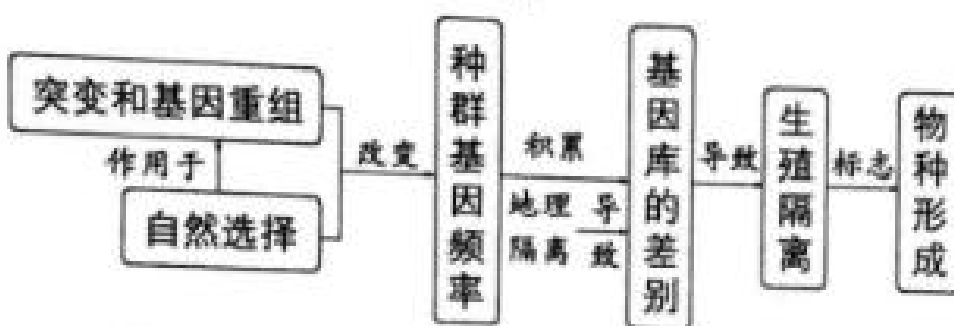 突变和基因重组
作用于
自然选择
改变
种群基因频率
积累
地理隔离
导致
基因库的差别
导致
生殖隔离
标志
物种形成